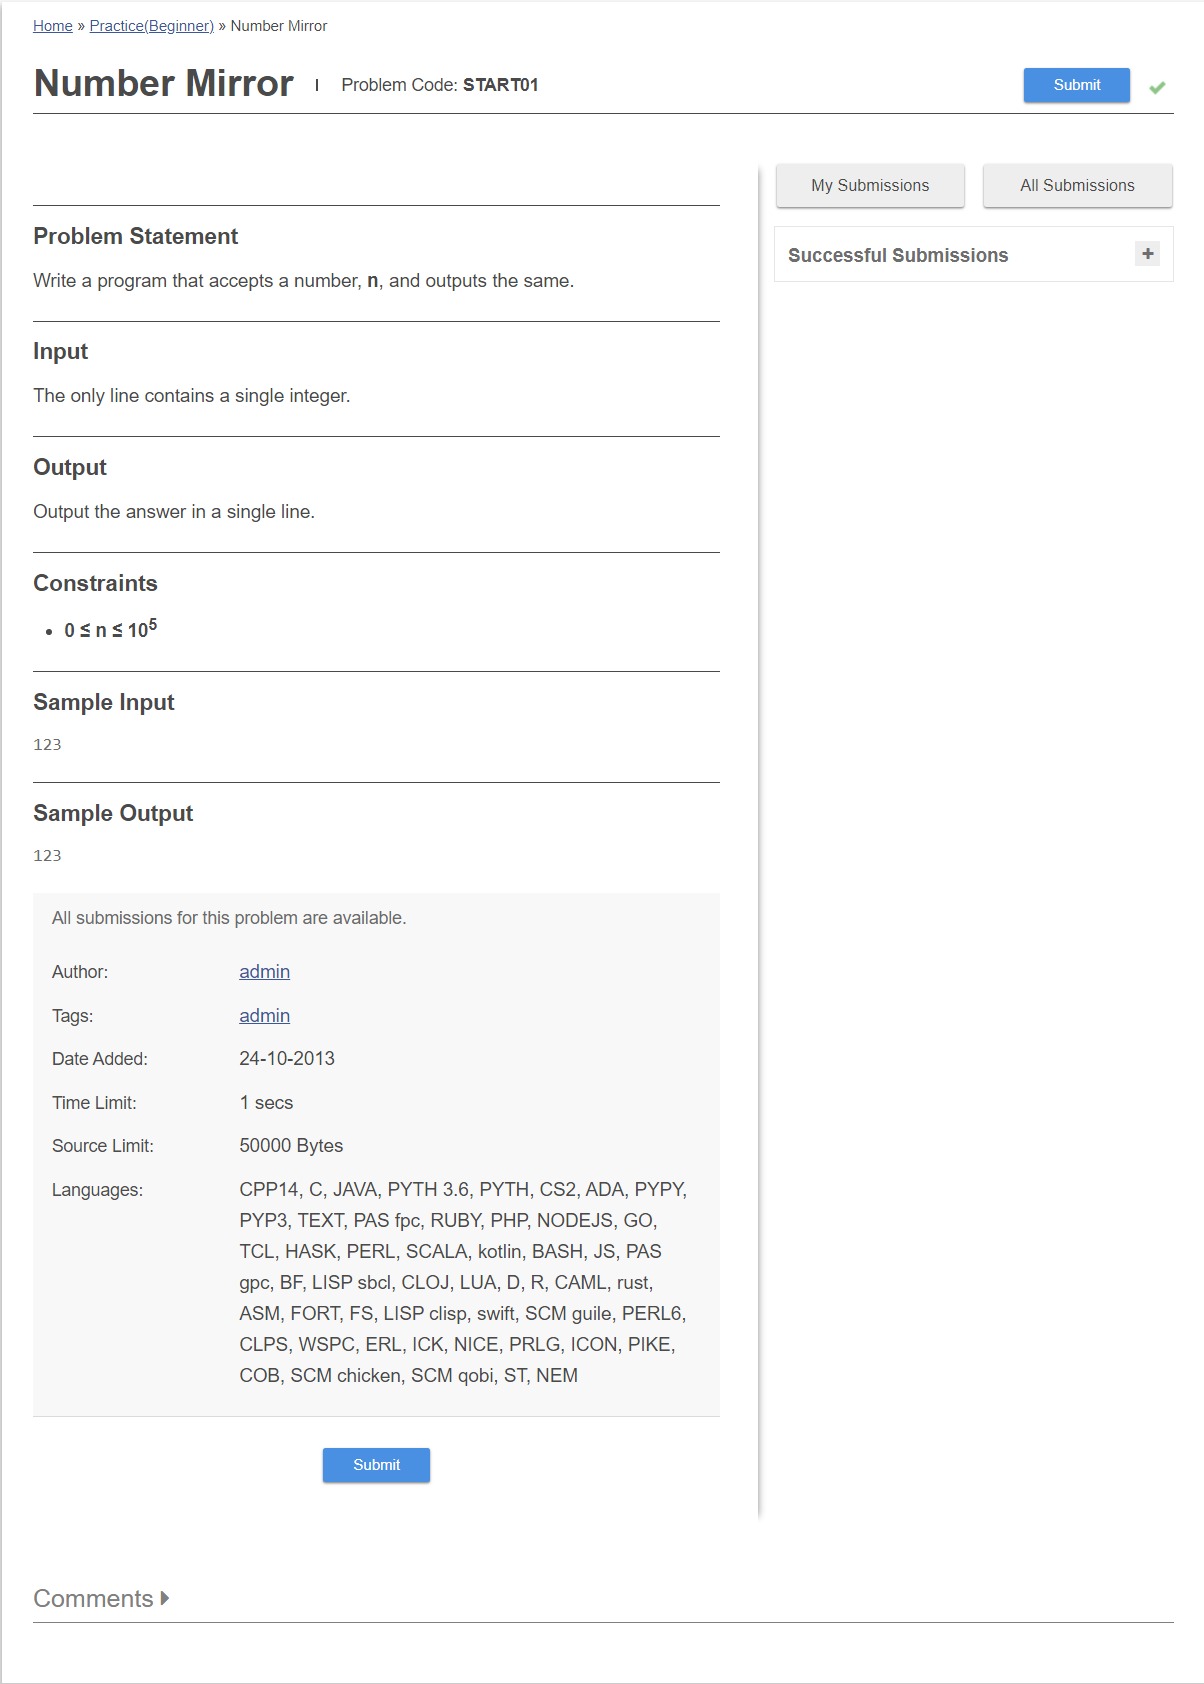 Home » Practice(Beginner) » Number Mirror
Number Mirror | Problem Code: START01
Submit
My Submissions
All Submissions
Successful Submissions
+
Problem Statement
Write a program that accepts a number, n, and outputs the same.
Input
The only line contains a single integer.
Output
Output the answer in a single line.
Constraints
• 0 ≤ n ≤ 10⁵
Sample Input
123
Sample Output
123
All submissions for this problem are available.
Author: admin
Tags: admin
Date Added: 24-10-2013
Time Limit: 1 secs
Source Limit: 50000 Bytes
Languages: CPP14, C, JAVA, PYTH 3.6, PYTH, CS2, ADA, PYPY,
PYP3, TEXT, PAS fpc, RUBY, PHP, NODEJS, GO,
TCL, HASK, PERL, SCALA, kotlin, BASH, JS, PAS
gpc, BF, LISP sbcl, CLOJ, LUA, D, R, CAML, rust,
ASM, FORT, FS, LISP clisp, swift, SCM guile, PERL6,
CLPS, WSPC, ERL, ICK, NICE, PRLG, ICON, PIKE,
COB, SCM chicken, SCM qobi, ST, NEM
Submit
Comments